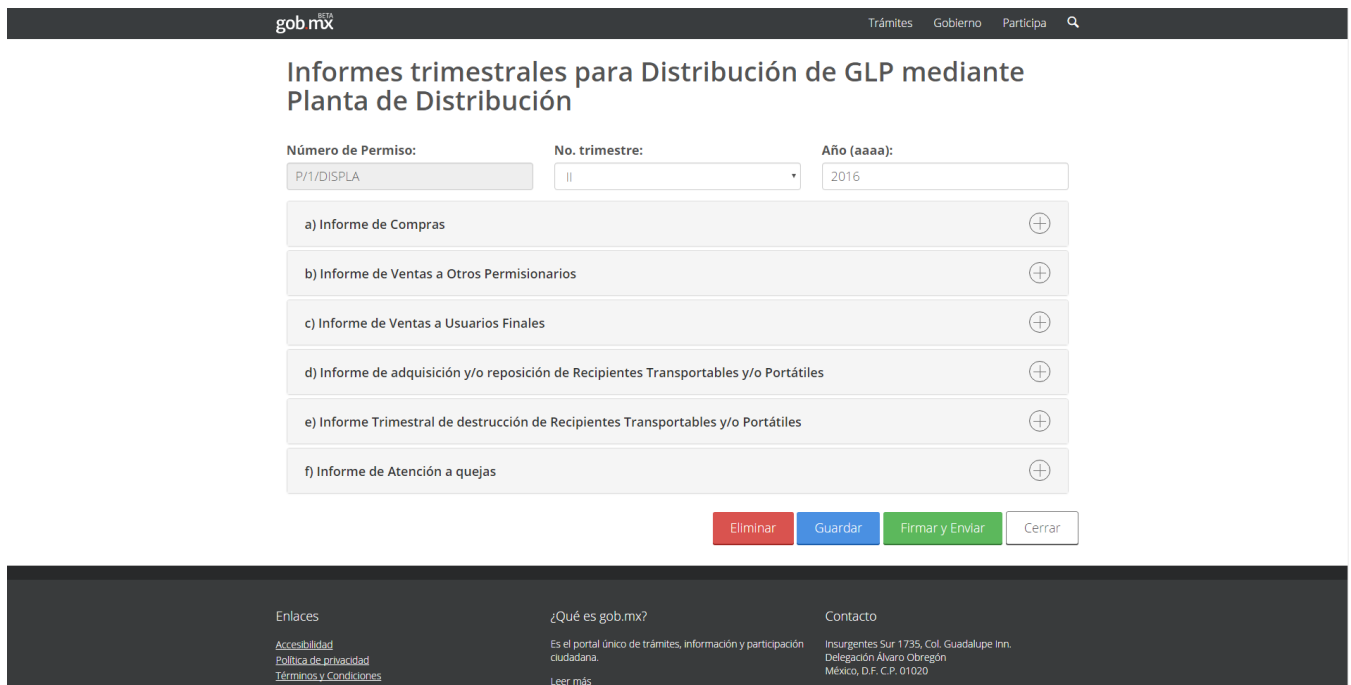 gob.mx BETA
Trámites Gobierno Participa
Informes trimestrales para Distribución de GLP mediante
Planta de Distribución
Número de Permiso: No. trimestre: Año (aaaa):
P/1/DISPLA II 2016
a) Informe de Compras
b) Informe de Ventas a Otros Permisionarios
c) Informe de Ventas a Usuarios Finales
d) Informe de adquisición y/o reposición de Recipientes Transportables y/o Portátiles
e) Informe Trimestral de destrucción de Recipientes Transportables y/o Portátiles
f) Informe de Atención a quejas
Eliminar Guardar Firmar y Enviar Cerrar
Enlaces
Accesibilidad
Política de privacidad
Términos y Condiciones
¿Qué es gob.mx?
Es el portal único de trámites, información y participación
ciudadana.
Leer más
Contacto
Insurgentes Sur 1735, Col. Guadalupe Inn.
Delegación Álvaro Obregón
México, D.F. C.P. 01020